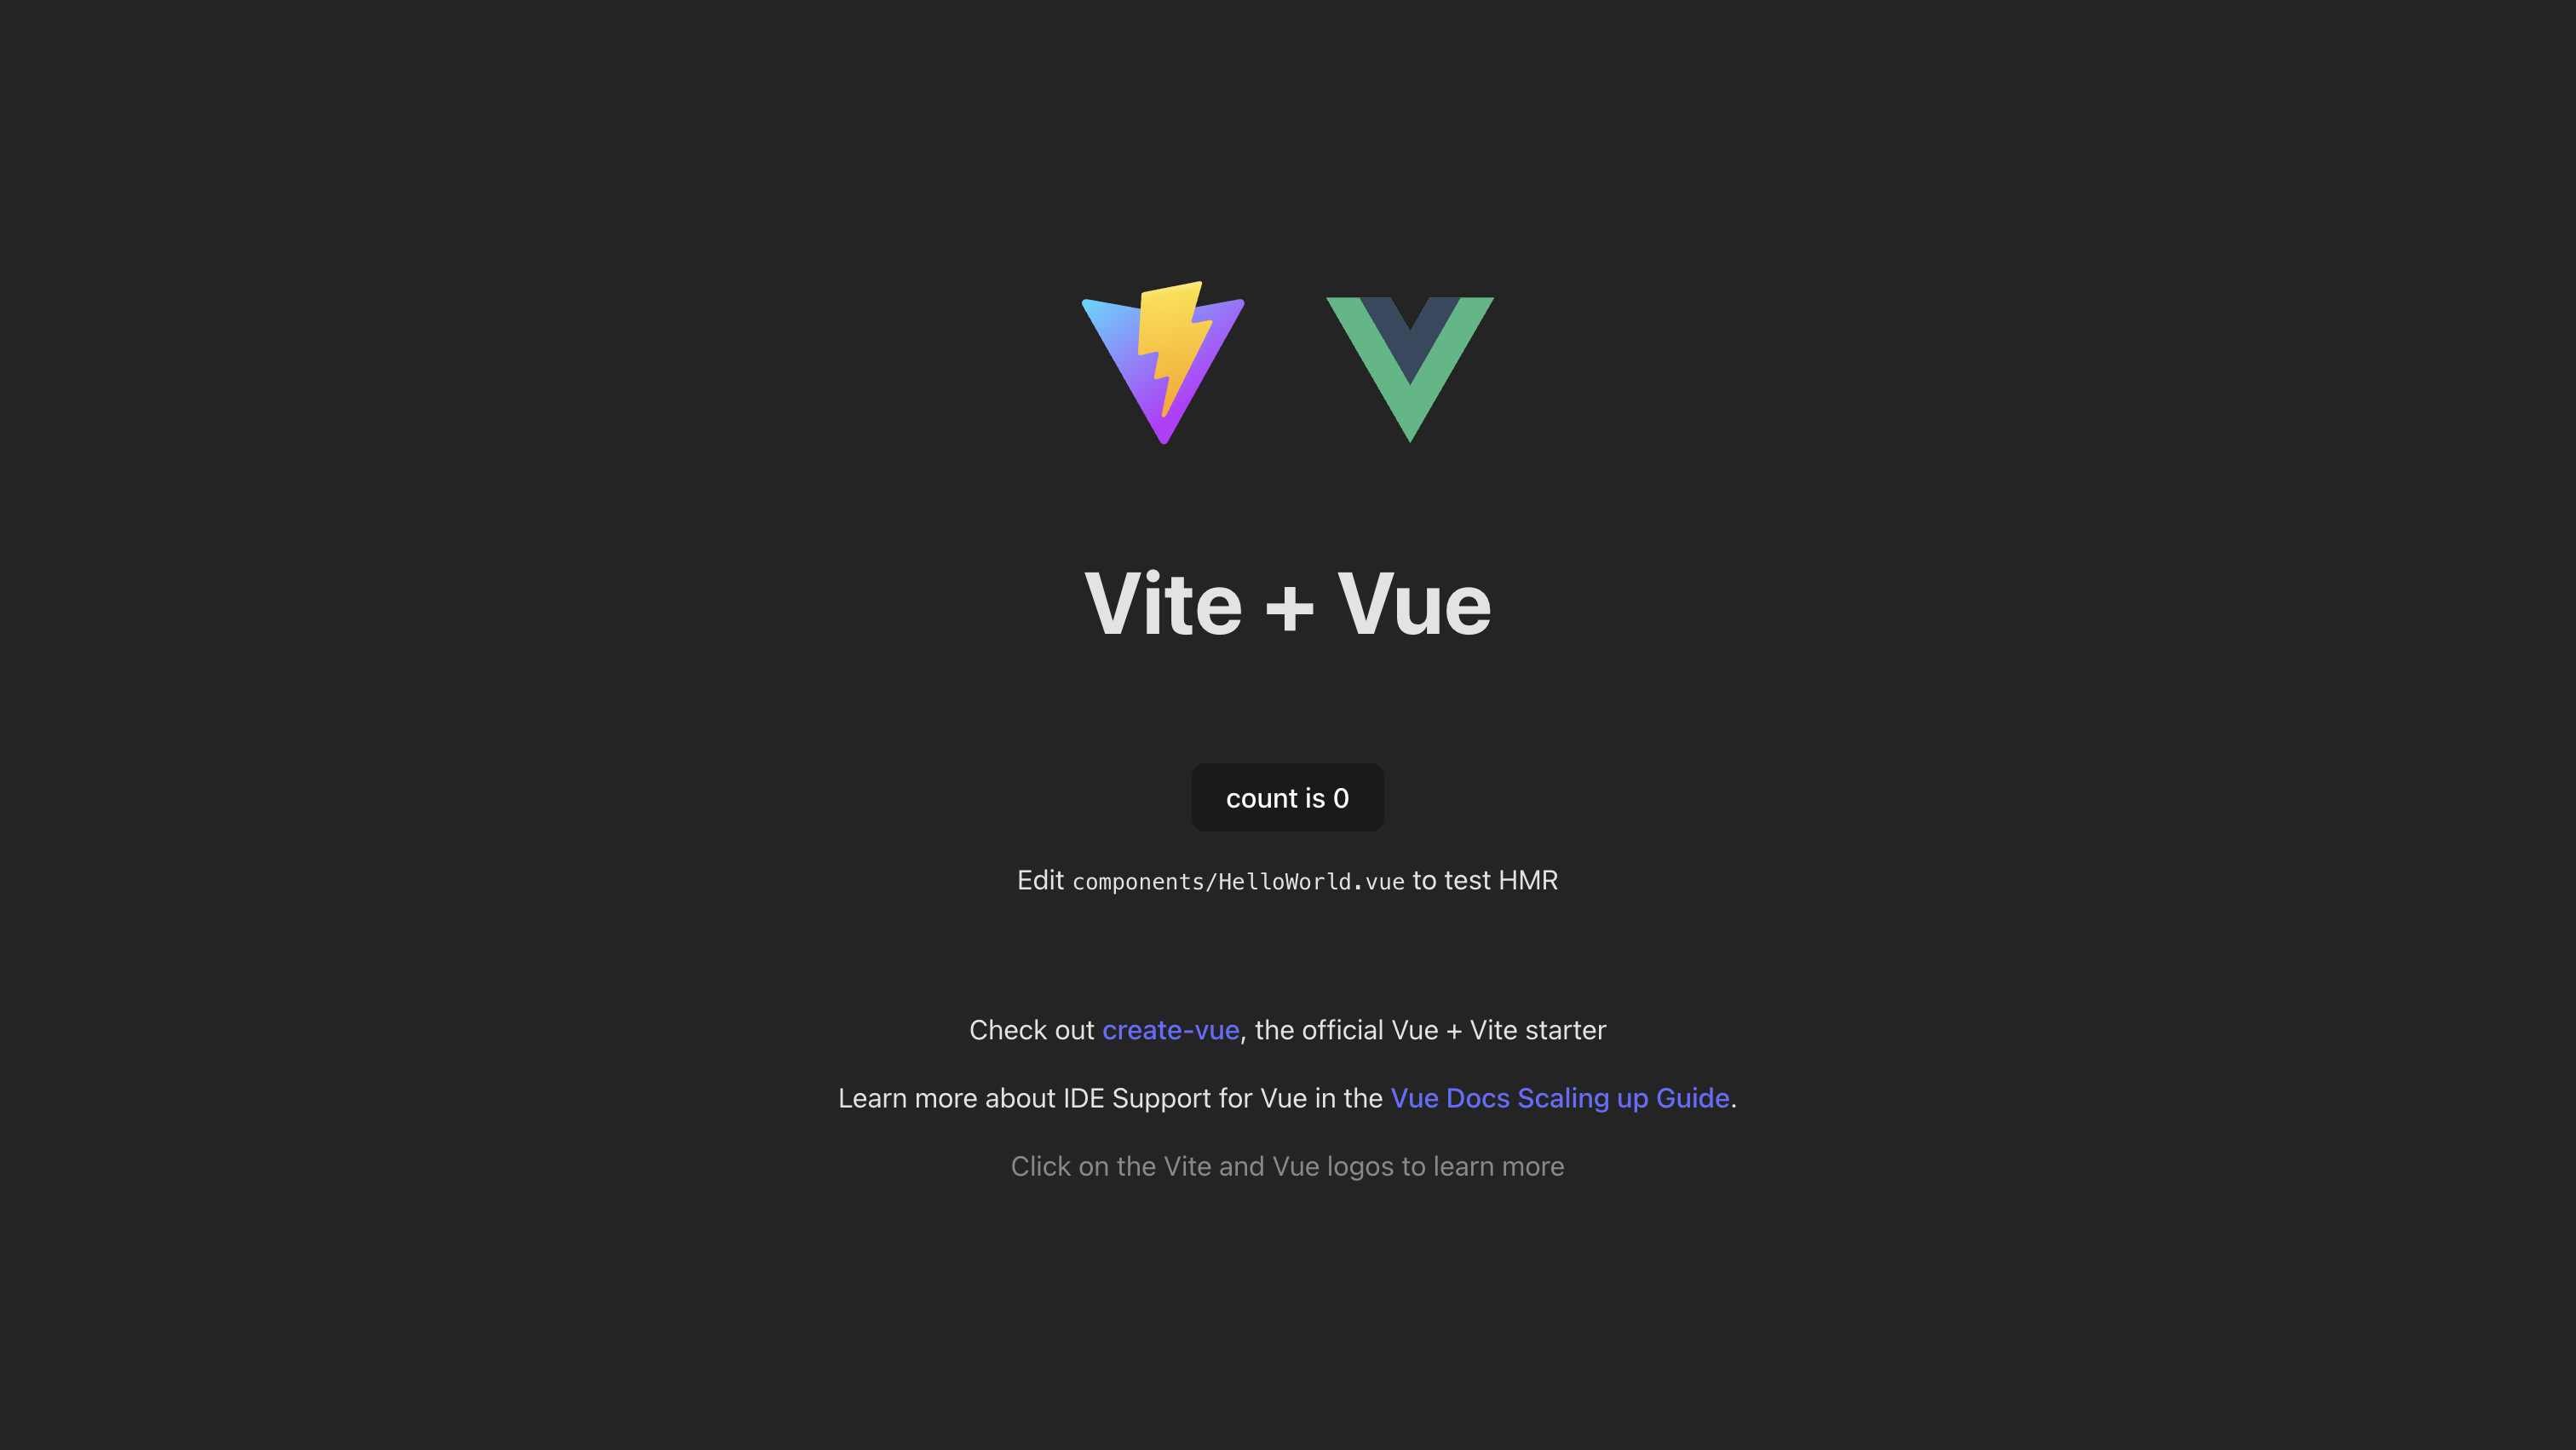 Vite + Vue
count is 0
Edit components/HelloWorld.vue to test HMR
Check out create-vue, the official Vue + Vite starter
Learn more about IDE Support for Vue in the Vue Docs Scaling up Guide.
Click on the Vite and Vue logos to learn more